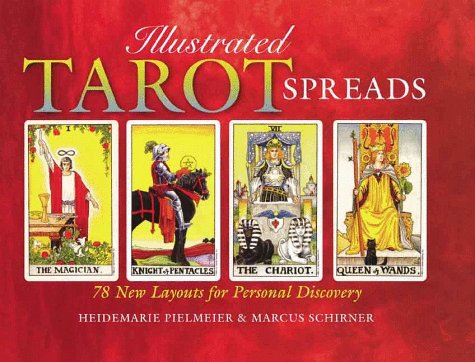 Illustrated
TAROT SPREADS
I
THE MAGICIAN.
KNIGHT of PENTACLES.
VII
THE CHARIOT.
QUEEN of WANDS.
78 New Layouts for Personal Discovery
HEIDEMARIE PIELMEIER & MARCUS SCHIRNER